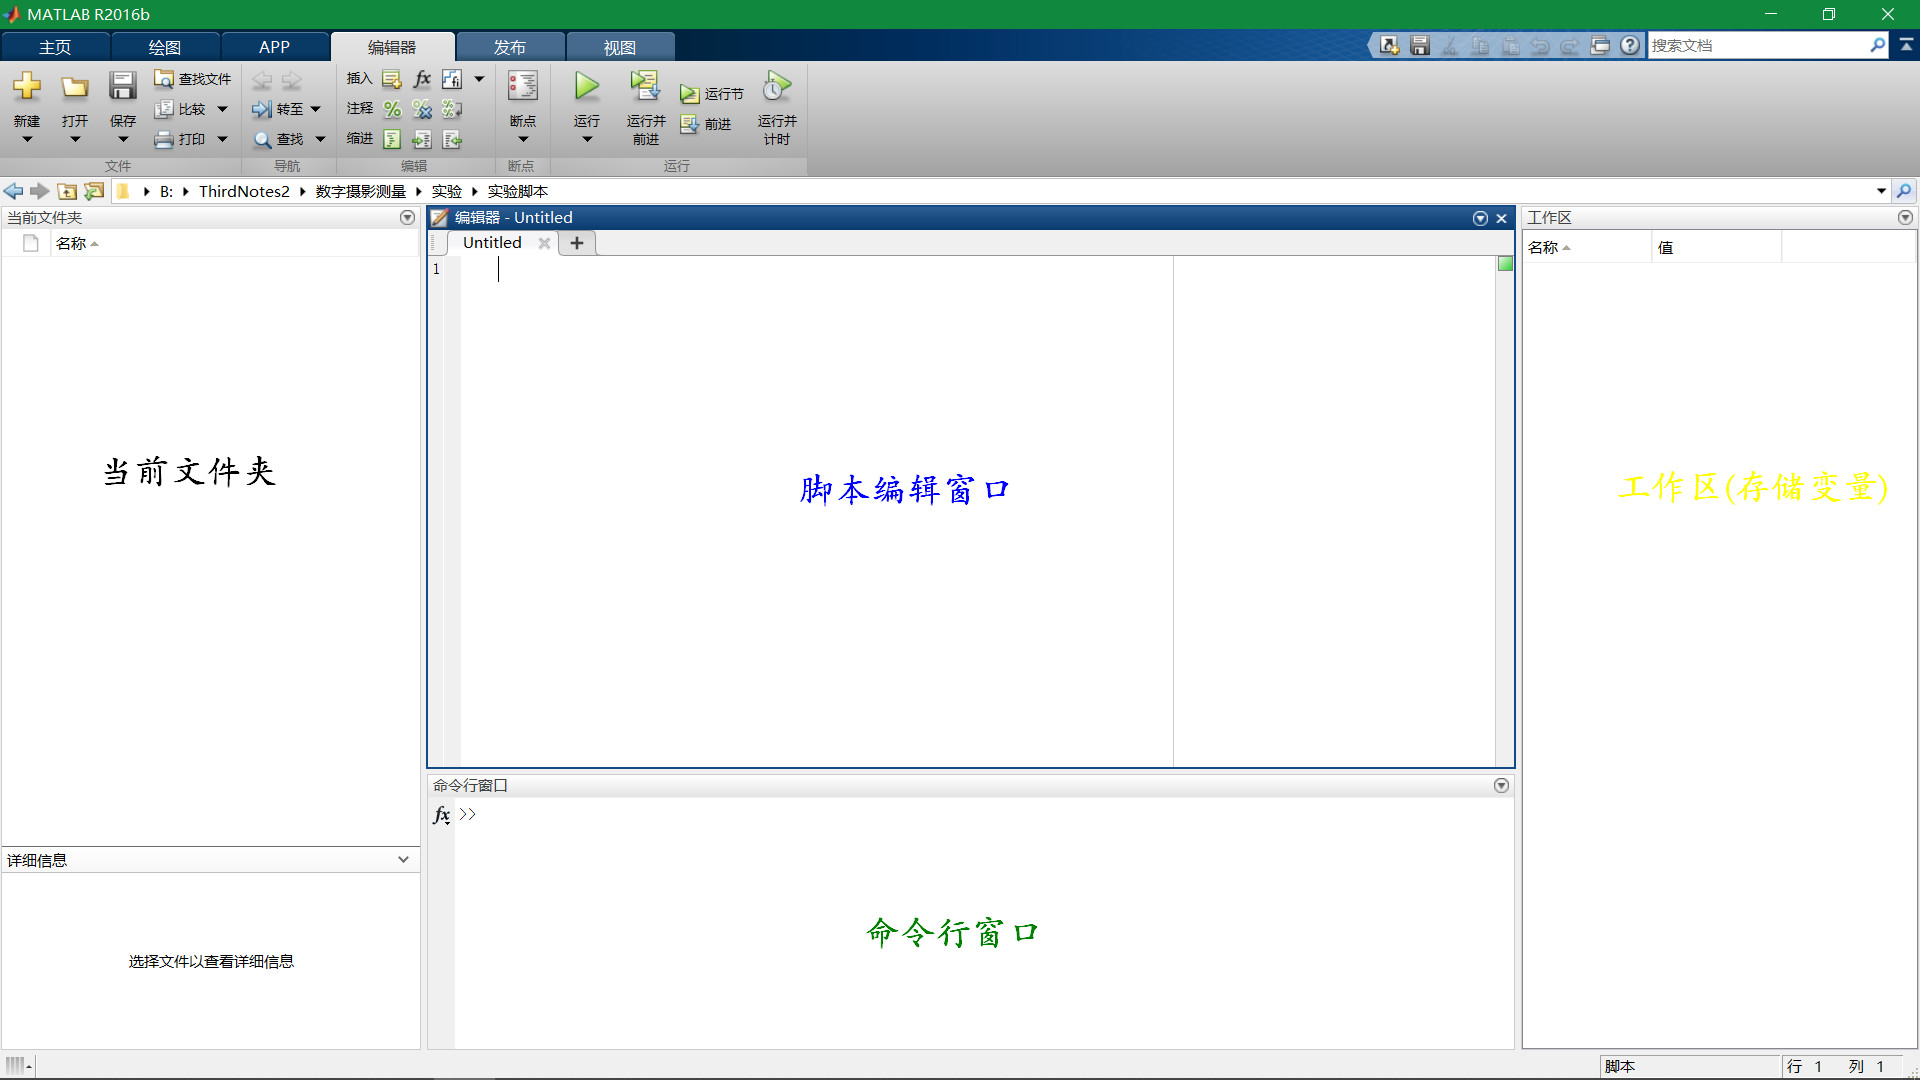 MATLAB R2016b
主页 绘图 APP 编辑器 发布 视图 搜索文档
新建 打开 保存 查找文件 比较 打印
文件
转至 查找
导航
插入 fx fi
注释
缩进
编辑
断点
断点
运行 运行并前进 运行节 前进 运行并计时
运行
B: ThirdNotes2 数字摄影测量 实验 实验脚本
当前文件夹
名称
当前文件夹
详细信息
选择文件以查看详细信息
编辑器 - Untitled
Untitled
1
脚本编辑窗口
命令行窗口
fx >>
命令行窗口
工作区
名称 值
工作区(存储变量)
脚本 行 1 列 1